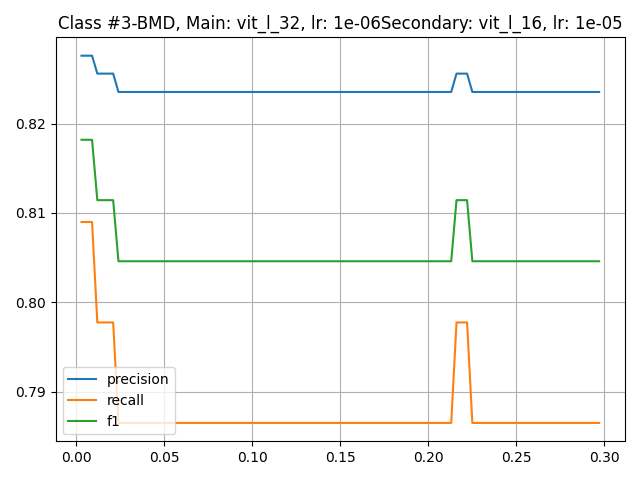 Class #3-BMD, Main: vit_l_32, lr: 1e-06Secondary: vit_l_16, lr: 1e-05
0.82
0.81
0.80
0.79
precision
recall
f1
0.00 0.05 0.10 0.15 0.20 0.25 0.30